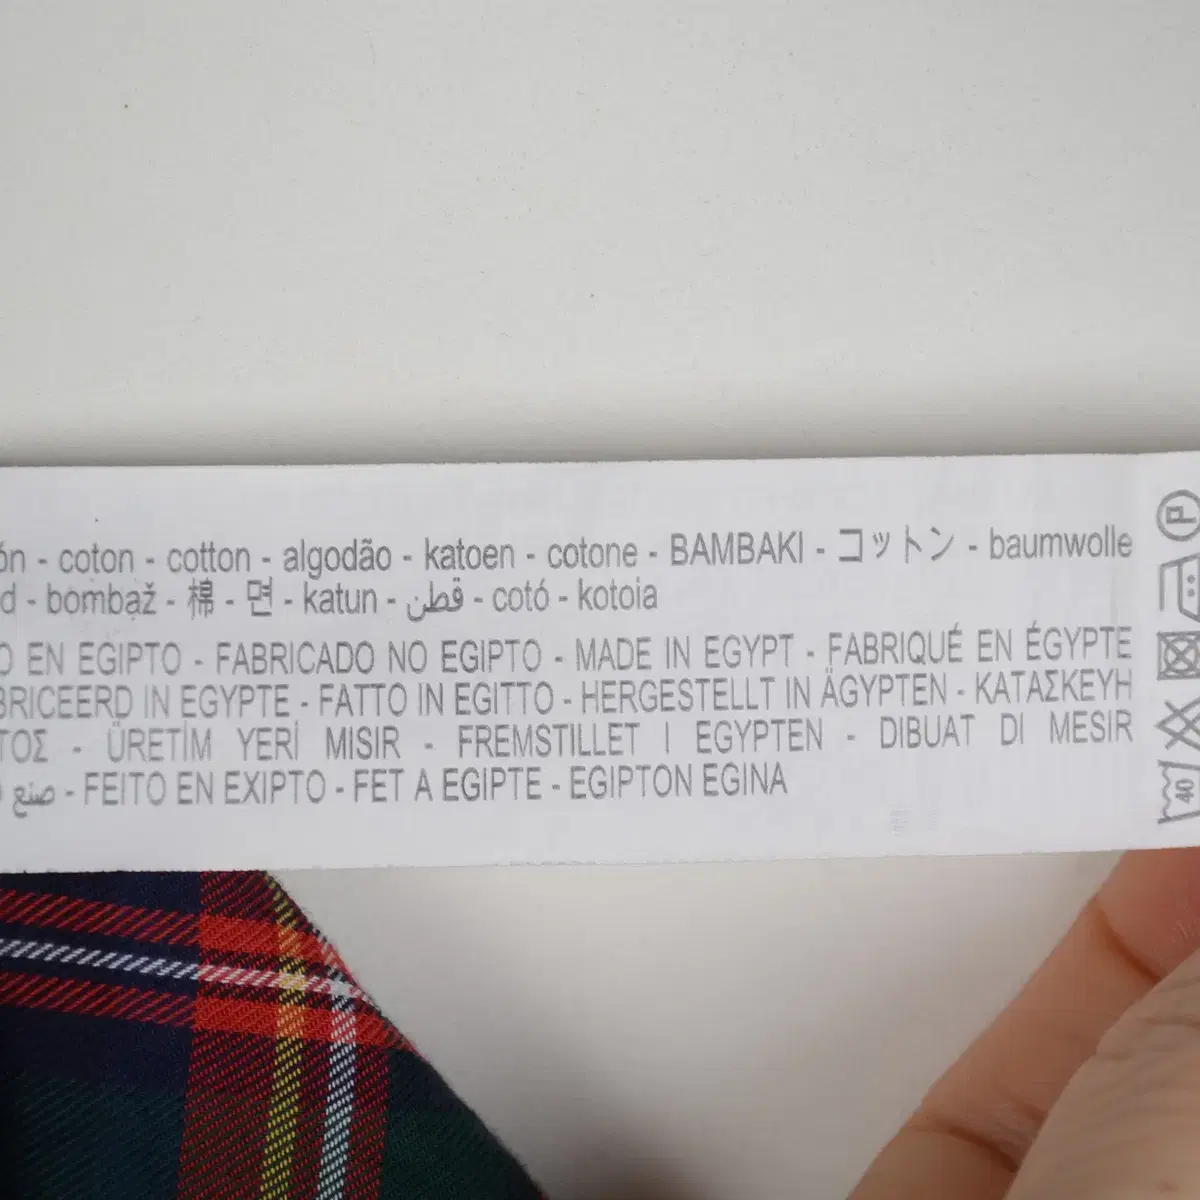 ón - coton - cotton - algodão - katoen - cotone - BAMBAKI - コットン - baumwolle
d - bombaž - 棉 - 면 - katun - قطن - cotó - kotoia
O EN EGIPTO - FABRICADO NO EGIPTO - MADE IN EGYPT - FABRIQUÉ EN ÉGYPTE
BRICEERD IN EGYPTE - FATTO IN EGITTO - HERGESTELLT IN ÄGYPTEN - ΚΑΤΑΣΚΕΥΗ
ΤΟΣ - ÜRETİM YERİ MISIR - FREMSTILLET I EGYPTEN - DIBUAT DI MESIR
صنع - FEITO EN EXIPTO - FET A EGIPTE - EGIPTON EGINA
P
40